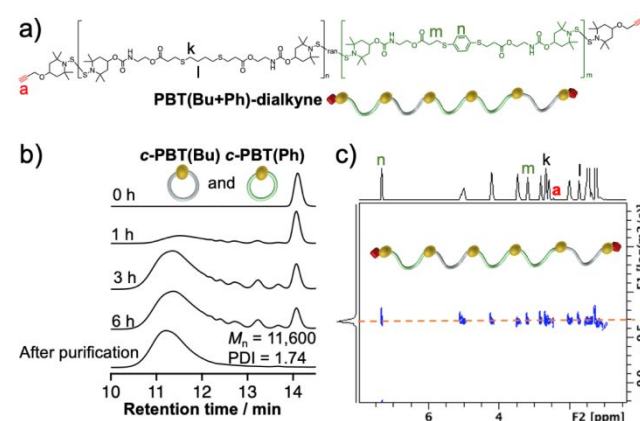 a)
m n
k
l
a
n
ran
m
PBT(Bu+Ph)-dialkyne
b)
c-PBT(Bu) c-PBT(Ph)
and
0 h
1 h
3 h
6 h
After purification
Mn = 11,600
PDI = 1.74
10 11 12 13 14
Retention time / min
c)
n
m
k
a
l
6 4 F2 [ppm]